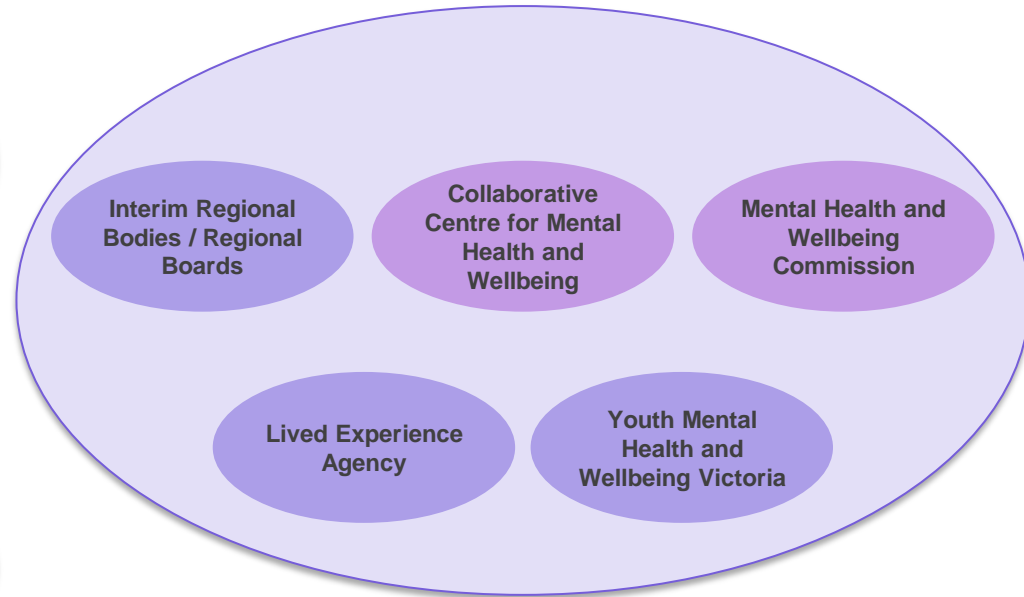 Interim Regional
Bodies / Regional
Boards
Collaborative
Centre for Mental
Health and
Wellbeing
Mental Health and
Wellbeing
Commission
Lived Experience
Agency
Youth Mental
Health and
Wellbeing Victoria